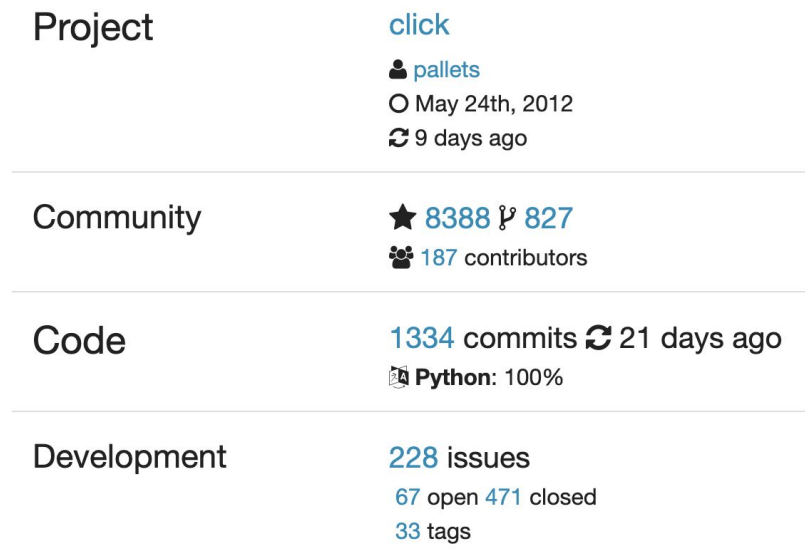 Project
click
pallets
May 24th, 2012
9 days ago
Community
8388 827
187 contributors
Code
1334 commits 21 days ago
Python: 100%
Development
228 issues
67 open 471 closed
33 tags